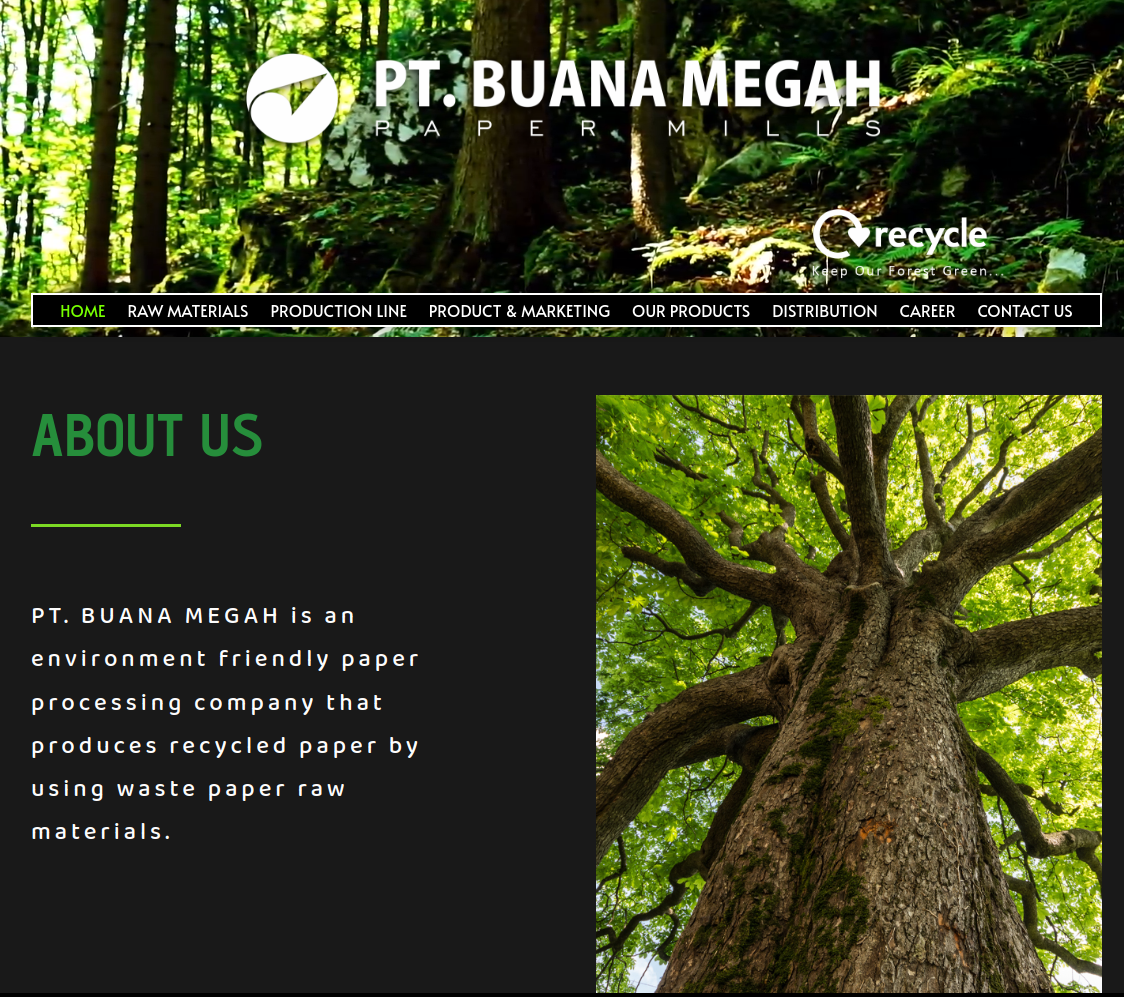 PT. BUANA MEGAH
PAPER MILLS
recycle
Keep Our Forest Green...
HOME RAW MATERIALS PRODUCTION LINE PRODUCT & MARKETING OUR PRODUCTS DISTRIBUTION CAREER CONTACT US
ABOUT US
PT. BUANA MEGAH is an
environment friendly paper
processing company that
produces recycled paper by
using waste paper raw
materials.